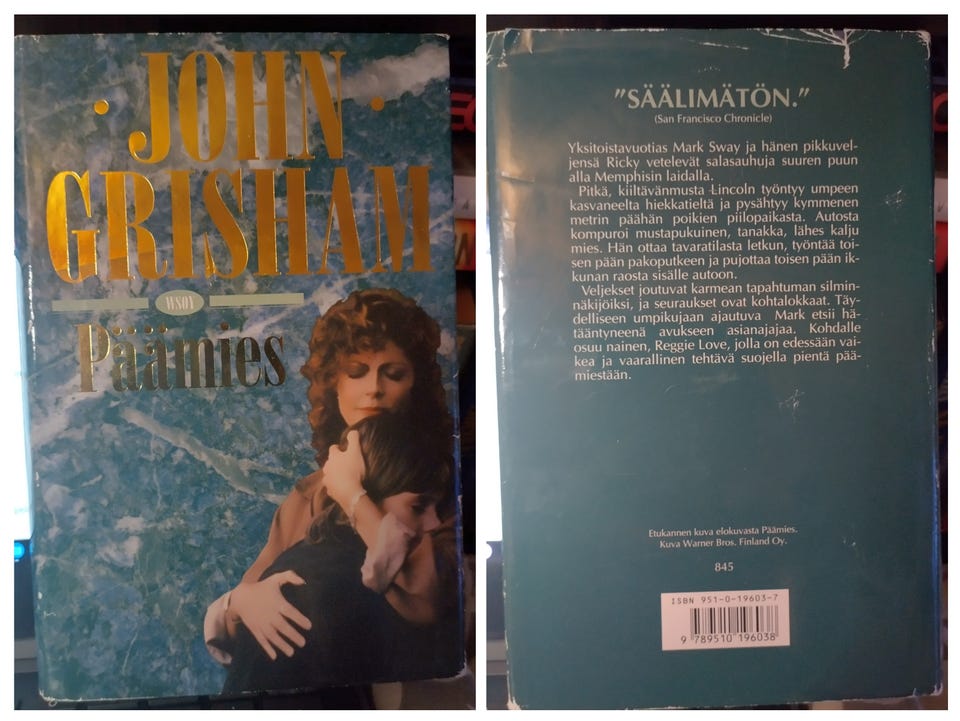 ·JOHN·
GRISHAM
WSOY
Päämies
"SÄÄLIMÄTÖN."
(San Francisco Chronicle)
Yksitoistavuotias Mark Sway ja hänen pikkuvel-
jensä Ricky vetelevät salasauhuja suuren puun
alla Memphisin laidalla.
Pitkä, kiiltävänmusta Lincoln työntyy umpeen
kasvaneelta hiekkatieltä ja pysähtyy kymmenen
metrin päähän poikien piilopaikasta. Autosta
kompuroi mustapukuinen, tanakka, lähes kalju
mies. Hän ottaa tavaratilasta letkun, työntää toi-
sen pään pakoputkeen ja pujottaa toisen pään ik-
kunan raosta sisälle autoon.
Veljekset joutuvat karmean tapahtuman silmin-
näkijöiksi, ja seuraukset ovat kohtalokkaat. Täy-
delliseen umpikujaan ajautuva Mark etsii hä-
tääntyneenä avukseen asianajajaa. Kohdalle
osuu nainen, Reggie Love, jolla on edessään vai-
kea ja vaarallinen tehtävä suojella pientä pää-
miestään.
Etukannen kuva elokuvasta Päämies.
Kuva Warner Bros. Finland Oy.
845
ISBN 951-0-19603-7
9 789510 196038